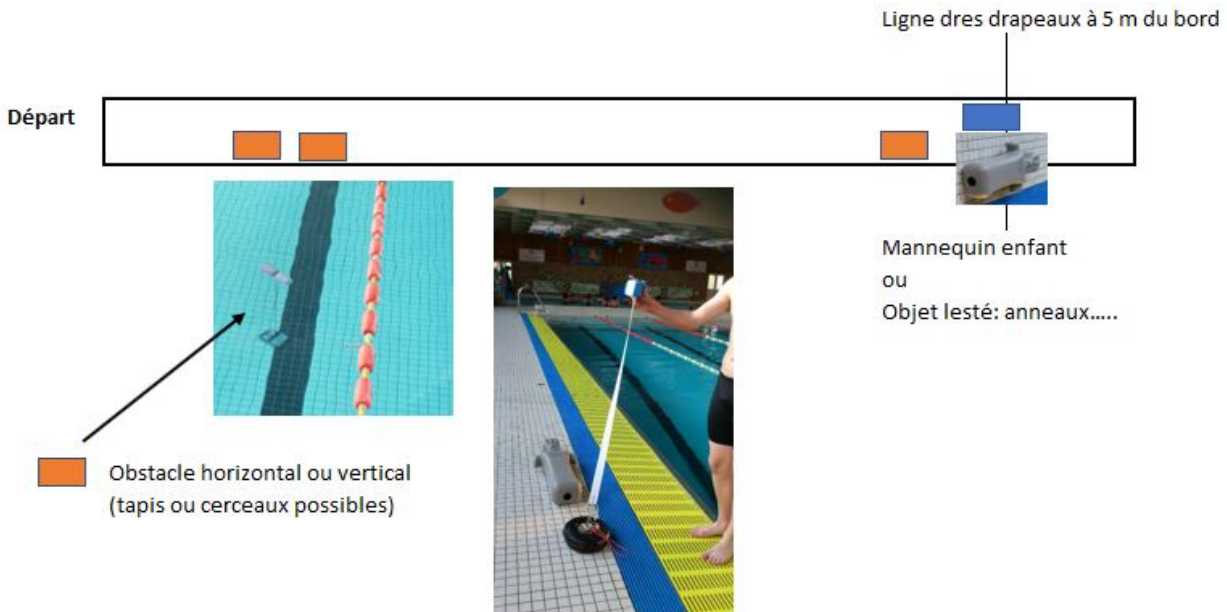 Ligne dres drapeaux à 5 m du bord
Départ
Mannequin enfant
ou
Objet lesté: anneaux…..
Obstacle horizontal ou vertical
(tapis ou cerceaux possibles)